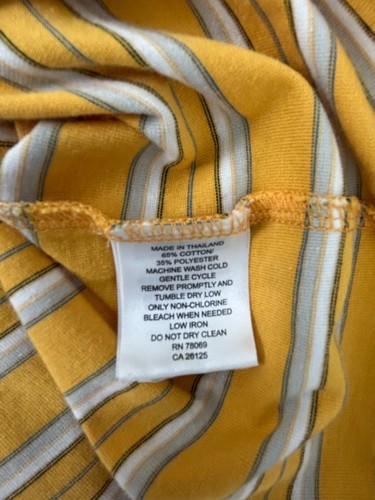 MADE IN THAILAND
65% COTTON/
35% POLYESTER
MACHINE WASH COLD
GENTLE CYCLE
REMOVE PROMPTLY AND
TUMBLE DRY LOW
ONLY NON-CHLORINE
BLEACH WHEN NEEDED
LOW IRON
DO NOT DRY CLEAN
RN 78069
CA 26125